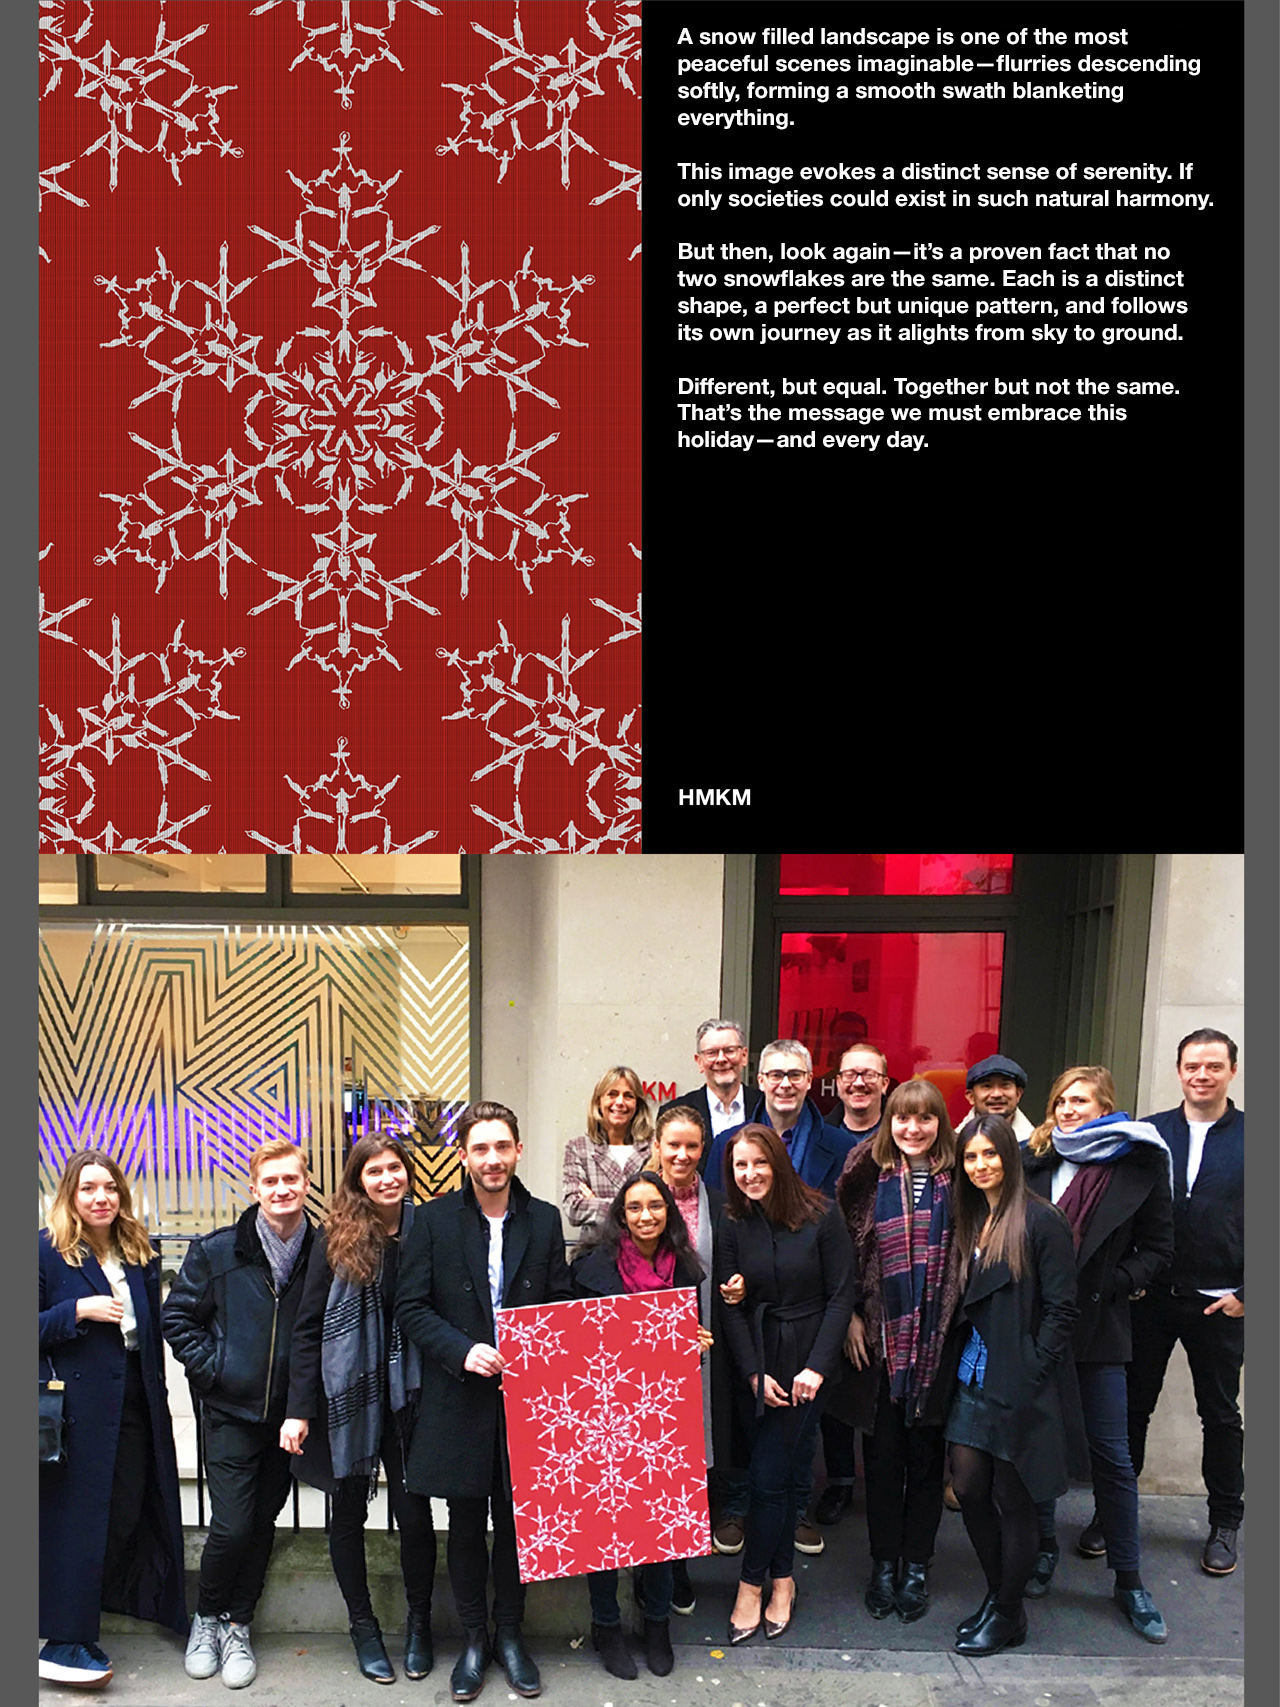 A snow filled landscape is one of the most
peaceful scenes imaginable—flurries descending
softly, forming a smooth swath blanketing
everything.
This image evokes a distinct sense of serenity. If
only societies could exist in such natural harmony.
But then, look again—it’s a proven fact that no
two snowflakes are the same. Each is a distinct
shape, a perfect but unique pattern, and follows
its own journey as it alights from sky to ground.
Different, but equal. Together but not the same.
That’s the message we must embrace this
holiday—and every day.
HMKM
KM
H